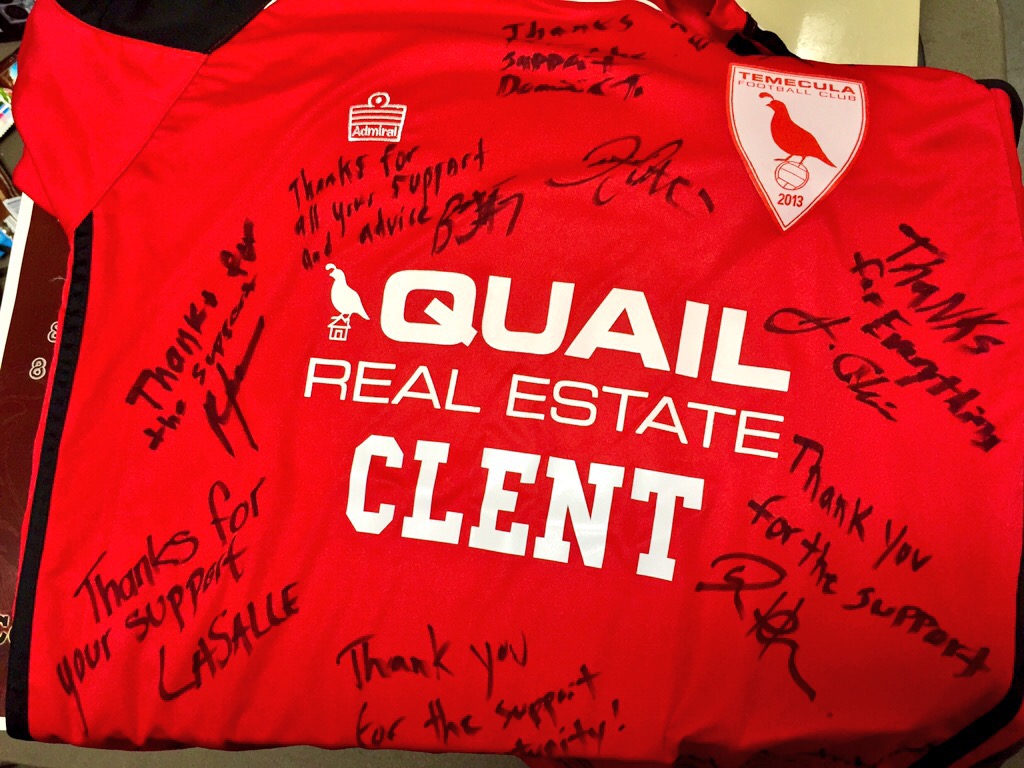 Thanks
support
TEMECULA
FOOTBALL CLUB
2013
Admiral
Thanks for
all your support
and advice
Thanks for
the support
Thanks
for Everything
QUAIL
REAL ESTATE
CLENT
Thank you
for the support
Thanks for
your support
LASALLE
Thank you
for the support